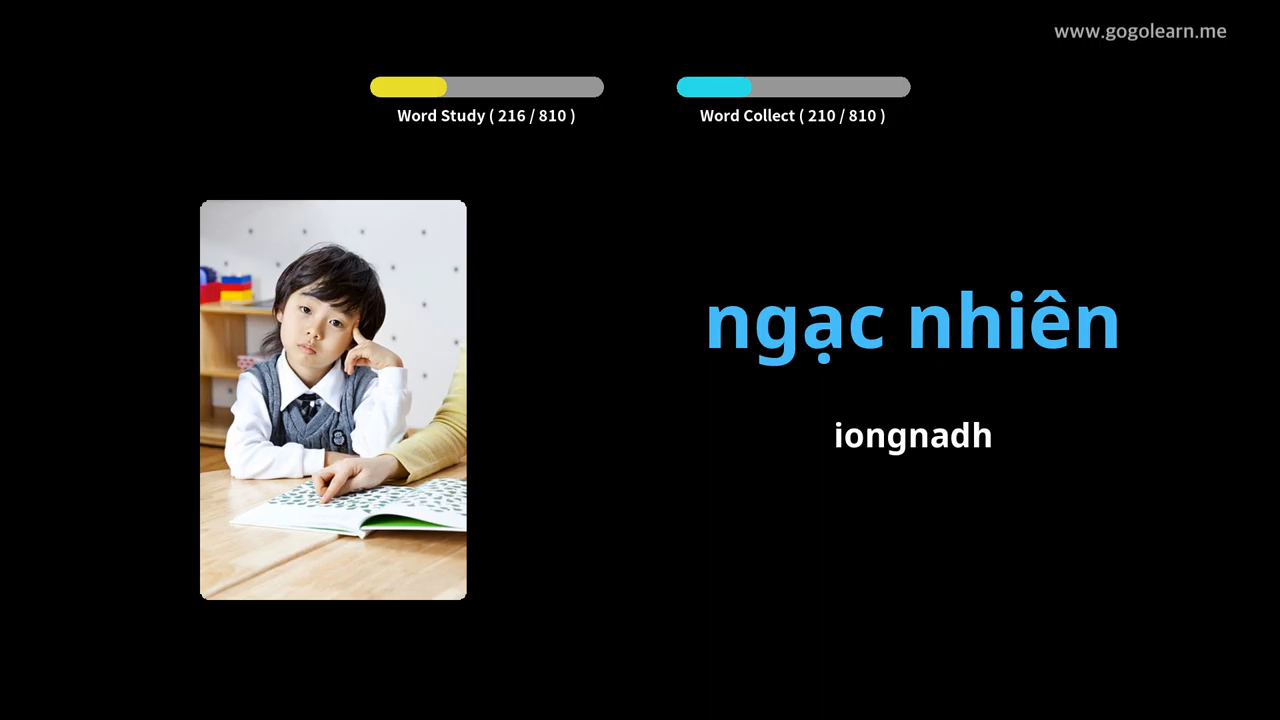 www.gogolearn.me
Word Study ( 216 / 810 )
Word Collect ( 210 / 810 )
ngạc nhiên
iongnadh